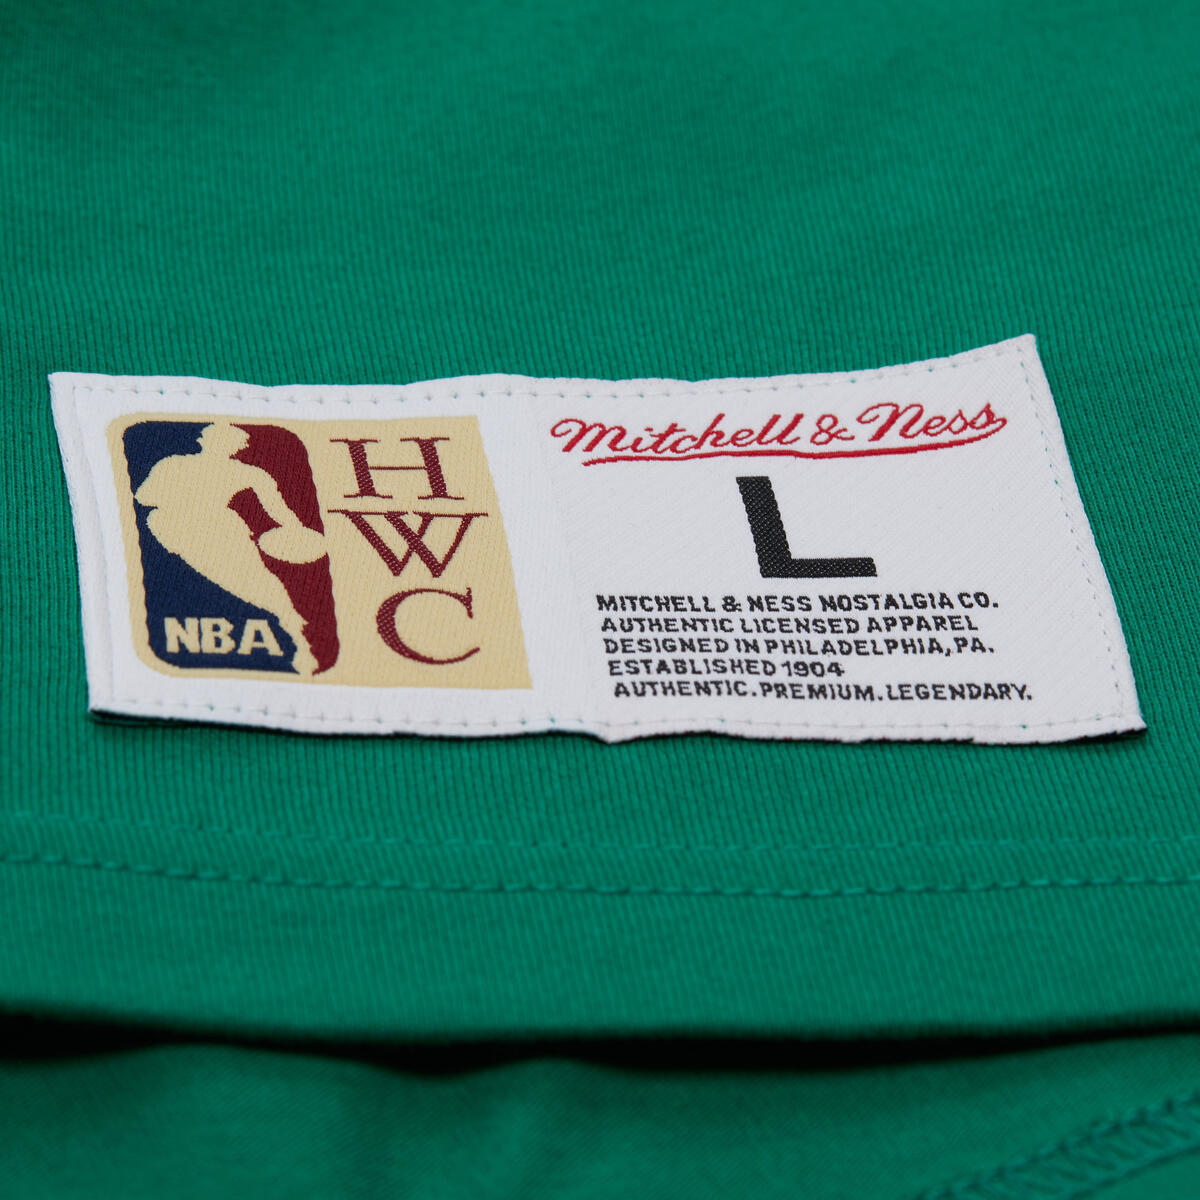 NBA
H
W
C
Mitchell & Ness
L
MITCHELL & NESS NOSTALGIA CO.
AUTHENTIC LICENSED APPAREL
DESIGNED IN PHILADELPHIA, PA.
ESTABLISHED 1904
AUTHENTIC. PREMIUM. LEGENDARY.